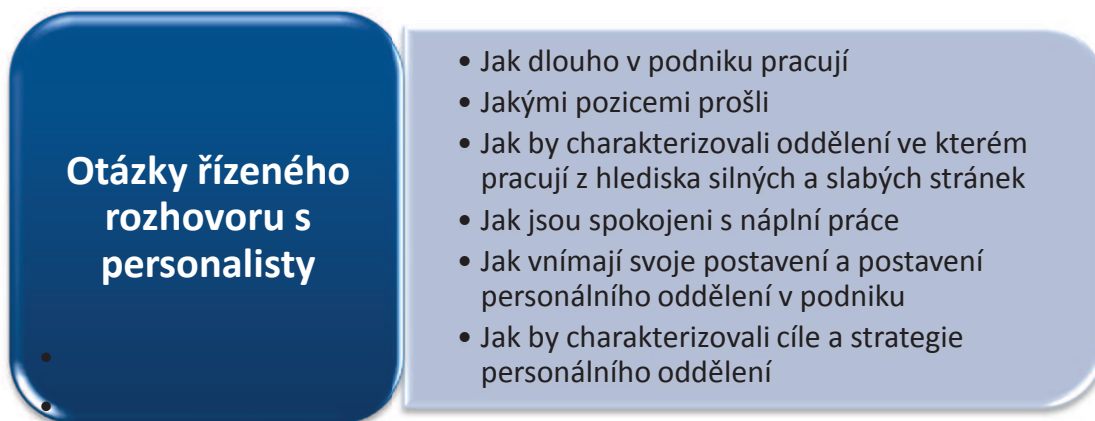 Otázky řízeného
rozhovoru s
personalisty
• Jak dlouho v podniku pracují
• Jakými pozicemi prošli
• Jak by charakterizovali oddělení ve kterém
pracují z hlediska silných a slabých stránek
• Jak jsou spokojeni s náplní práce
• Jak vnímají svoje postavení a postavení
personálního oddělení v podniku
• Jak by charakterizovali cíle a strategie
personálního oddělení